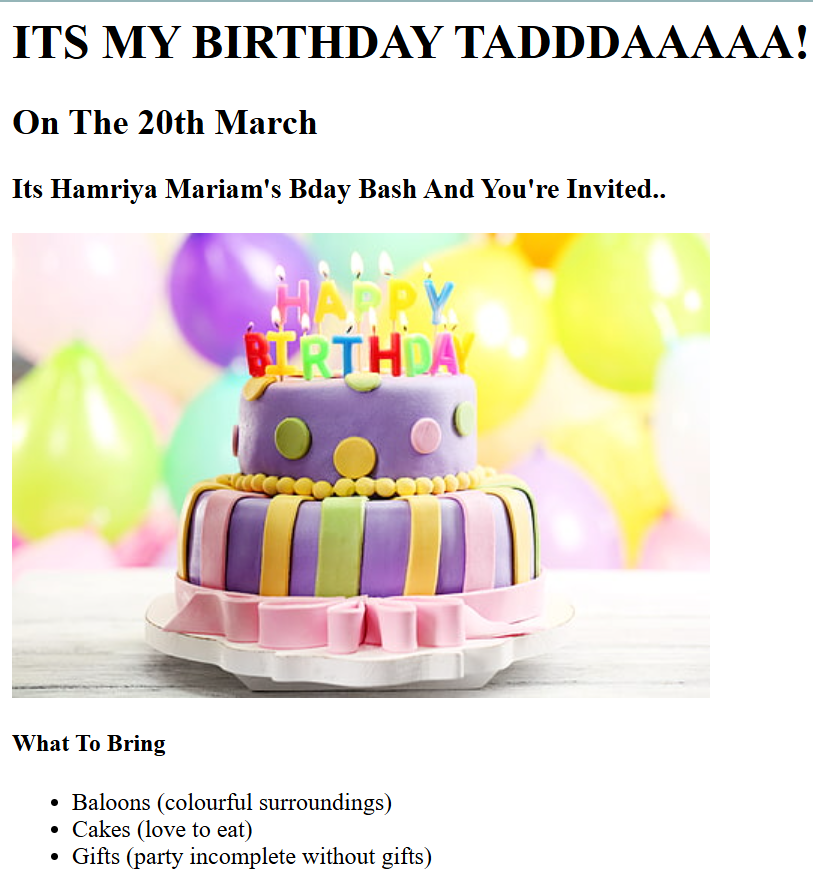 ITS MY BIRTHDAY TADDDAAAAA!
On The 20th March
Its Hamriya Mariam's Bday Bash And You're Invited..
HAPPY
BIRTHDAY
What To Bring
• Baloons (colourful surroundings)
• Cakes (love to eat)
• Gifts (party incomplete without gifts)